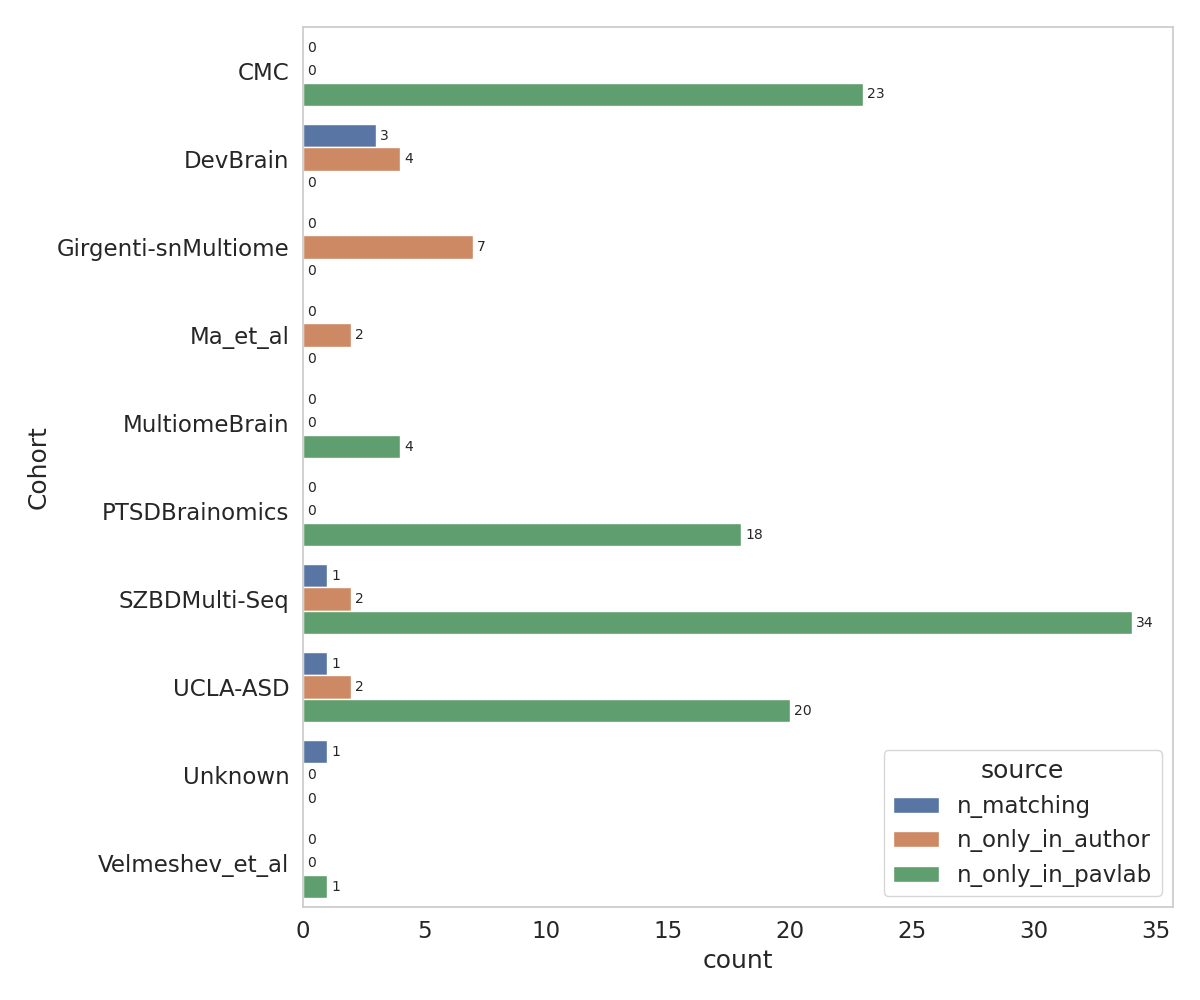 Cohort
CMC
0
0
23
DevBrain
3
4
0
Girgenti-snMultiome
0
7
0
Ma_et_al
0
2
0
MultiomeBrain
0
0
4
PTSDBrainomics
0
0
18
SZBDMulti-Seq
1
2
34
UCLA-ASD
1
2
20
Unknown
1
0
0
Velmeshev_et_al
0
0
1
source
n_matching
n_only_in_author
n_only_in_pavlab
0 5 10 15 20 25 30 35
count